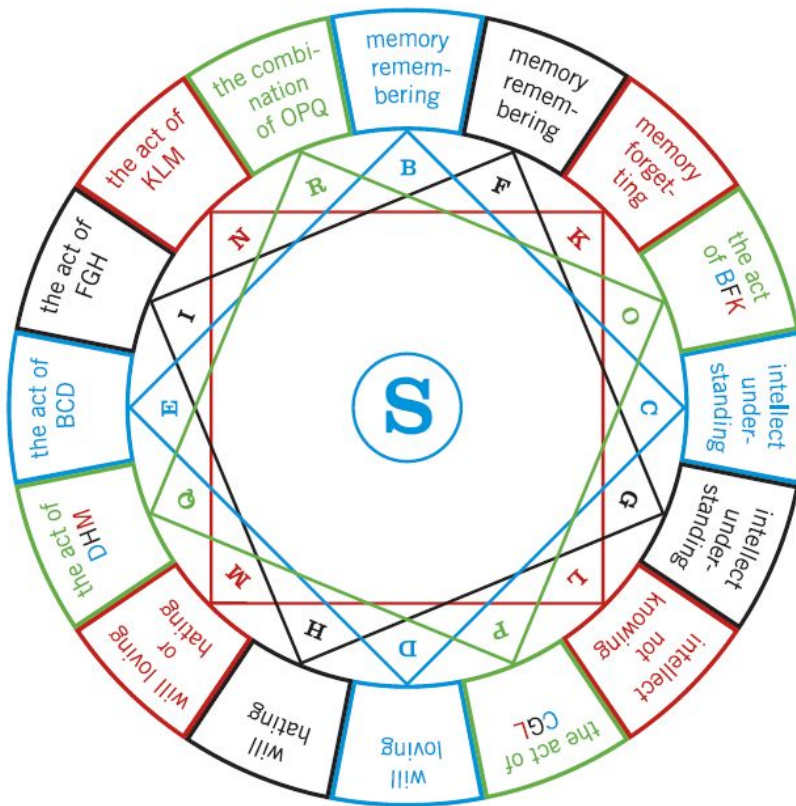 memory
remem-
bering
memory
remem-
bering
memory
forget-
ting
the act
of BFK
intellect
under-
standing
intellect
under-
standing
intellect
not
knowing
the act of
CGL
will
loving
will
hating
will loving
or
hating
the act of
DHM
the act of
BCD
the act of
FGH
the act of
KLM
the combi-
nation
of OPQ
B
F
K
O
C
G
L
P
D
H
M
Q
E
I
N
R
S